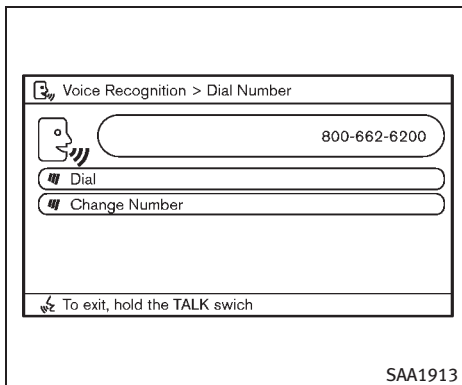 Voice Recognition > Dial Number
800-662-6200
Dial
Change Number
To exit, hold the TALK swich
SAA1913